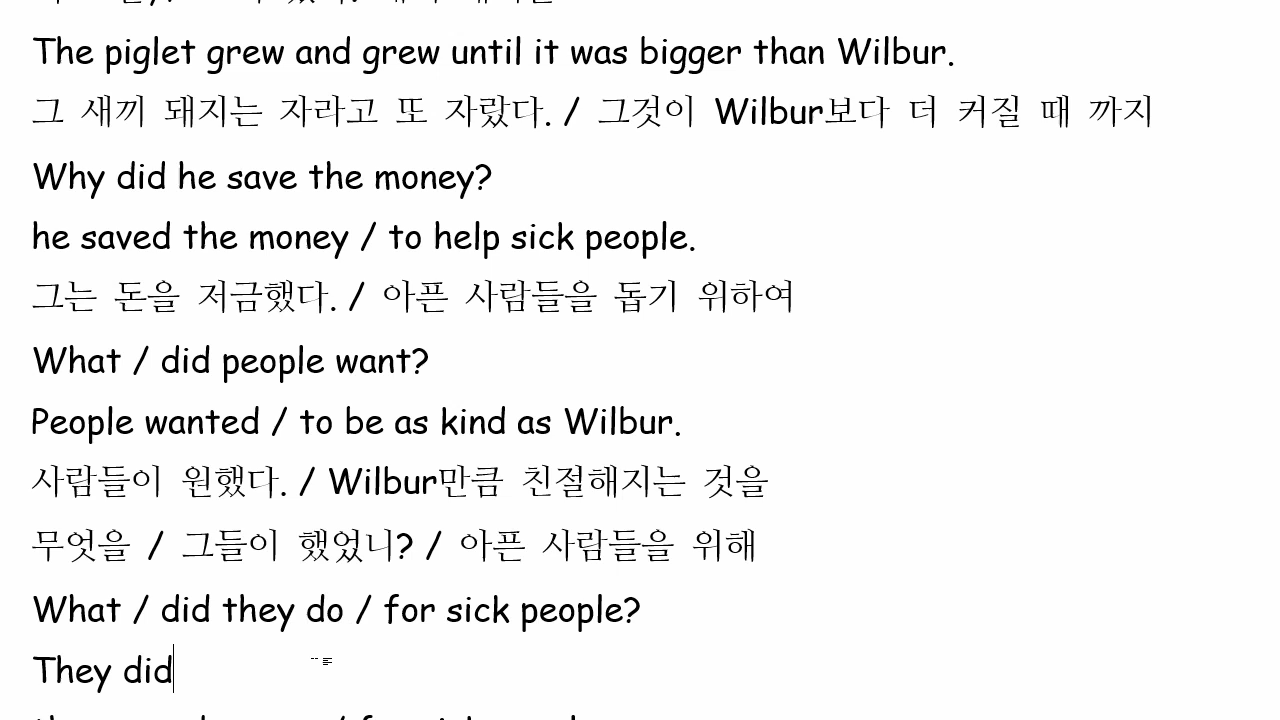 The piglet grew and grew until it was bigger than Wilbur.
그 새끼 돼지는 자라고 또 자랐다. / 그것이 Wilbur보다 더 커질 때 까지
Why did he save the money?
he saved the money / to help sick people.
그는 돈을 저금했다. / 아픈 사람들을 돕기 위하여
What / did people want?
People wanted / to be as kind as Wilbur.
사람들이 원했다. / Wilbur만큼 친절해지는 것을
무엇을 / 그들이 했었니? / 아픈 사람들을 위해
What / did they do / for sick people?
They did